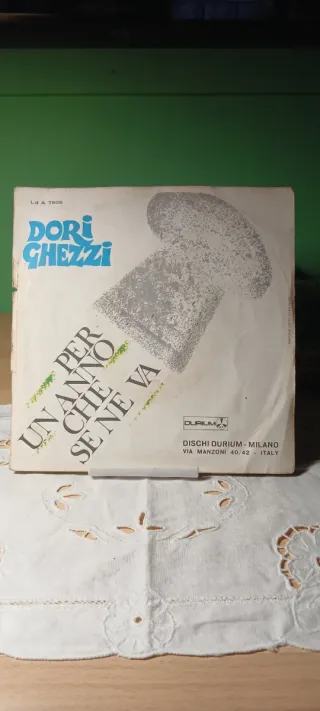 Ld A 7605
DORI
GHEZZI
PER
UN ANNO
CHE
SE NE VA
DURIUM
DISCHI DURIUM - MILANO
VIA MANZONI 40/42 - ITALY